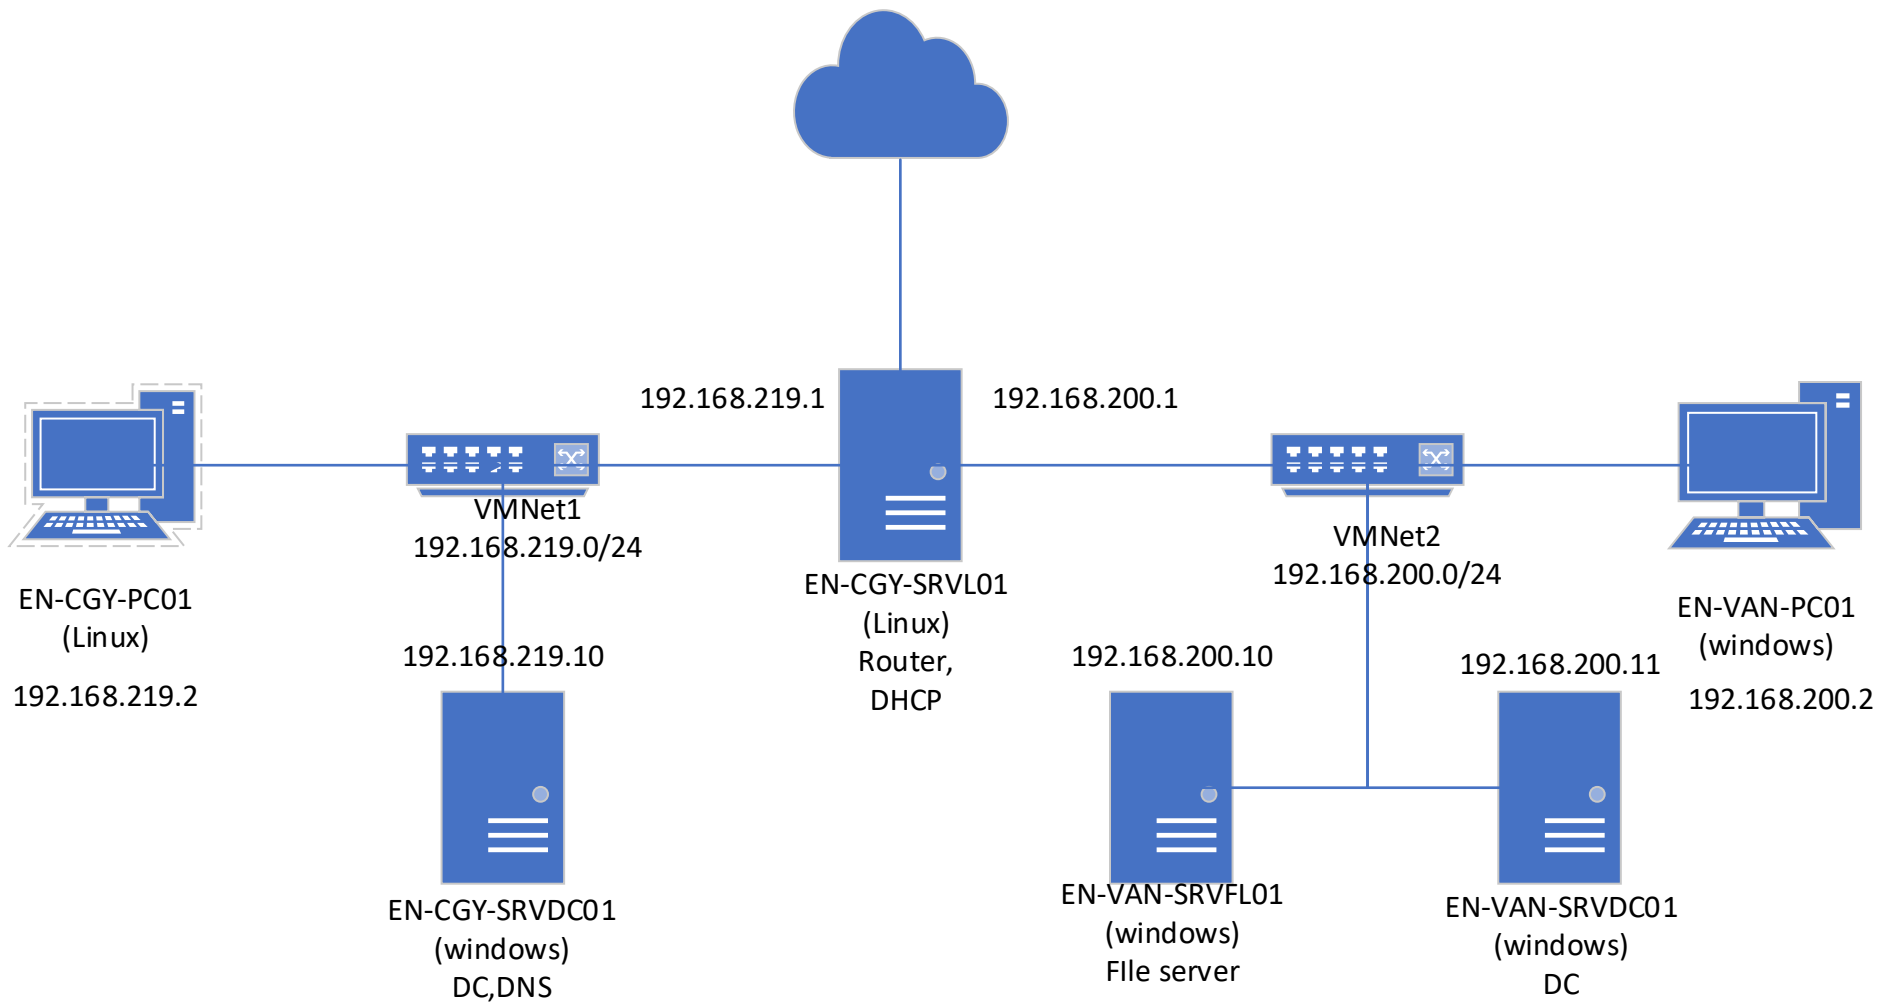 192.168.219.1
192.168.200.1
VMNet1
192.168.219.0/24
VMNet2
192.168.200.0/24
EN-CGY-PC01
(Linux)
192.168.219.2
EN-CGY-SRVL01
(Linux)
Router,
DHCP
EN-VAN-PC01
(windows)
192.168.200.2
192.168.219.10
EN-CGY-SRVDC01
(windows)
DC,DNS
192.168.200.10
EN-VAN-SRVFL01
(windows)
FIle server
192.168.200.11
EN-VAN-SRVDC01
(windows)
DC